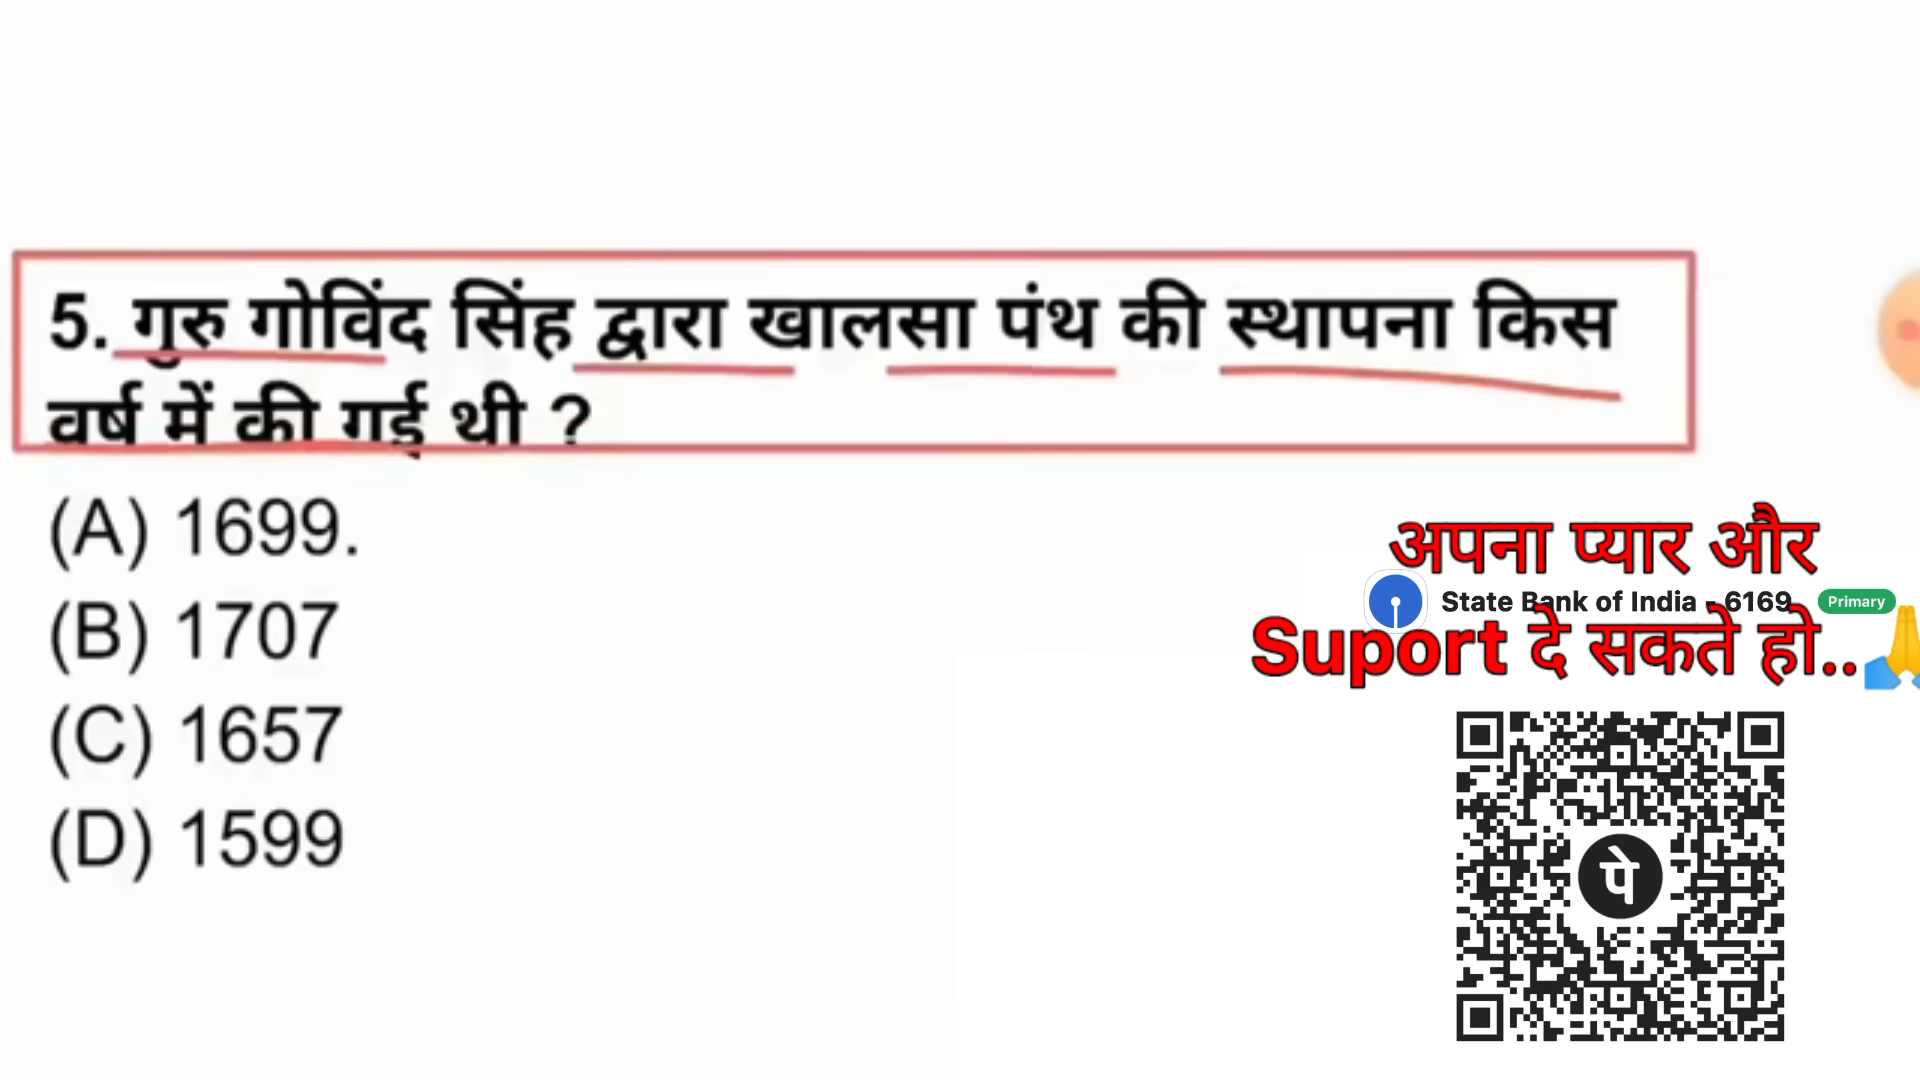 5. गुरु गोविंद सिंह द्वारा खालसा पंथ की स्थापना किस
वर्ष में की गई थी ?
(A) 1699.
(B) 1707
(C) 1657
(D) 1599
अपना प्यार और
State Bank of India - 6169 Primary
Suport दे सकते हो..🙏
पे